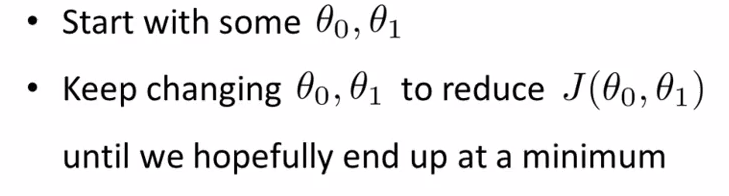 • Start with some θ₀, θ₁
• Keep changing θ₀, θ₁ to reduce J(θ₀, θ₁)
until we hopefully end up at a minimum